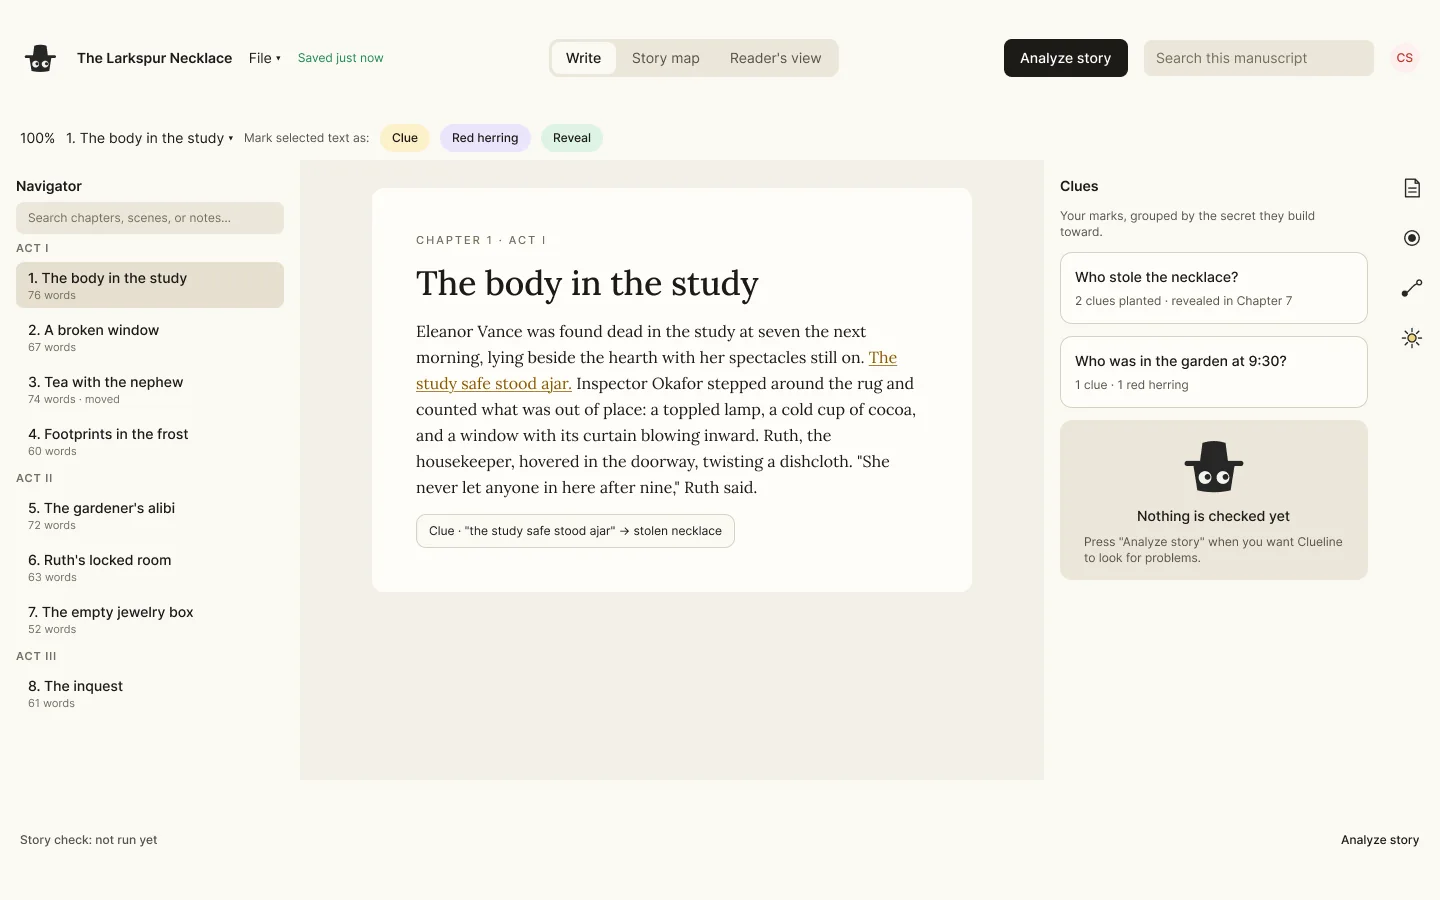 The Larkspur Necklace
File ▾
Saved just now
Write
Story map
Reader's view
Analyze story
Search this manuscript
CS
100%
1. The body in the study ▾
Mark selected text as:
Clue
Red herring
Reveal
Navigator
Search chapters, scenes, or notes...
ACT I
1. The body in the study
76 words
2. A broken window
67 words
3. Tea with the nephew
74 words · moved
4. Footprints in the frost
60 words
ACT II
5. The gardener's alibi
72 words
6. Ruth's locked room
63 words
7. The empty jewelry box
52 words
ACT III
8. The inquest
61 words
CHAPTER 1 · ACT I
The body in the study
Eleanor Vance was found dead in the study at seven the next
morning, lying beside the hearth with her spectacles still on. The
study safe stood ajar. Inspector Okafor stepped around the rug and
counted what was out of place: a toppled lamp, a cold cup of cocoa,
and a window with its curtain blowing inward. Ruth, the
housekeeper, hovered in the doorway, twisting a dishcloth. "She
never let anyone in here after nine," Ruth said.
Clue · "the study safe stood ajar" → stolen necklace
Clues
Your marks, grouped by the secret they build
toward.
Who stole the necklace?
2 clues planted · revealed in Chapter 7
Who was in the garden at 9:30?
1 clue · 1 red herring
Nothing is checked yet
Press "Analyze story" when you want Clueline
to look for problems.
Story check: not run yet
Analyze story